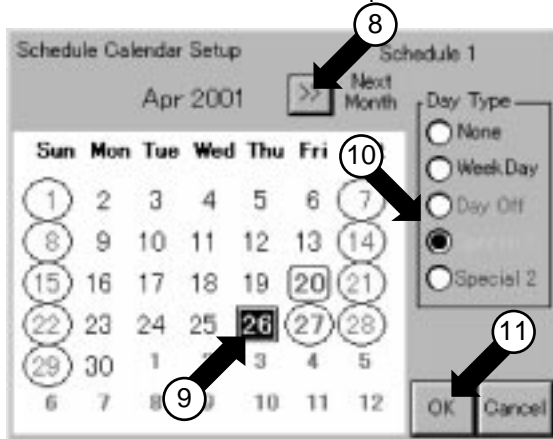 8
Schedule Calendar Setup Schedule 1
Apr 2001 >> Next Month
Day Type
None
Week Day
Day Off
Special 2
Sun Mon Tue Wed Thu Fri
10
1 2 3 4 5 6 7
8 9 10 11 12 13 14
15 16 17 18 19 20 21
22 23 24 25 26 27 28
29 30 1 3 4 5
6 7 8 10 11 12
9
11
OK Cancel